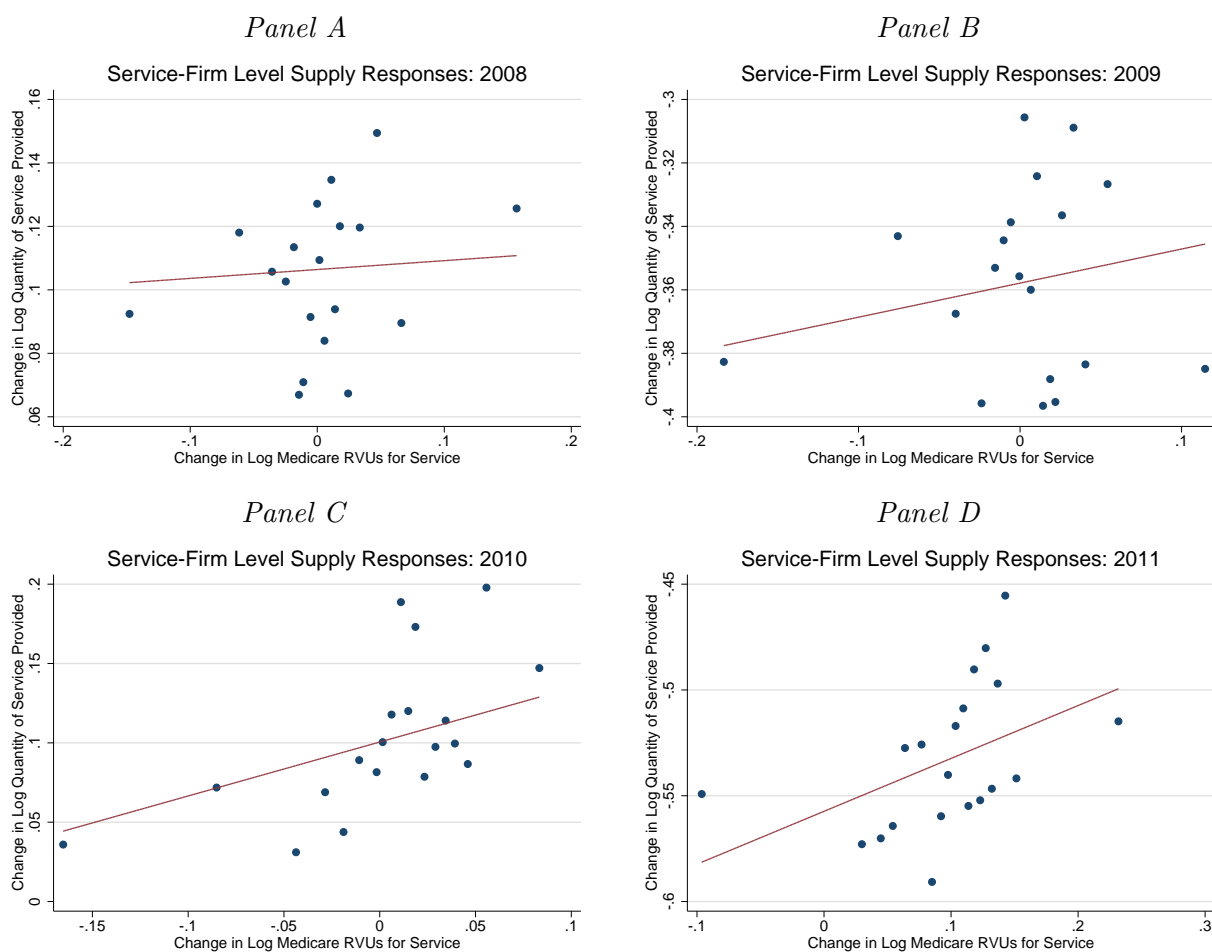 Panel A
Service-Firm Level Supply Responses: 2008
Change in Log Quantity of Service Provided
.16
.14
.12
.1
.08
.06
-.2
-.1
0
.1
.2
Change in Log Medicare RVUs for Service
Panel B
Service-Firm Level Supply Responses: 2009
Change in Log Quantity of Service Provided
-.3
-.32
-.34
-.36
-.38
-.4
-.2
-.1
0
.1
Change in Log Medicare RVUs for Service
Panel C
Service-Firm Level Supply Responses: 2010
Change in Log Quantity of Service Provided
.2
.15
.1
.05
0
-.15
-.1
-.05
0
.05
.1
Change in Log Medicare RVUs for Service
Panel D
Service-Firm Level Supply Responses: 2011
Change in Log Quantity of Service Provided
-.45
-.5
-.55
-.6
-.1
0
.1
.2
.3
Change in Log Medicare RVUs for Service